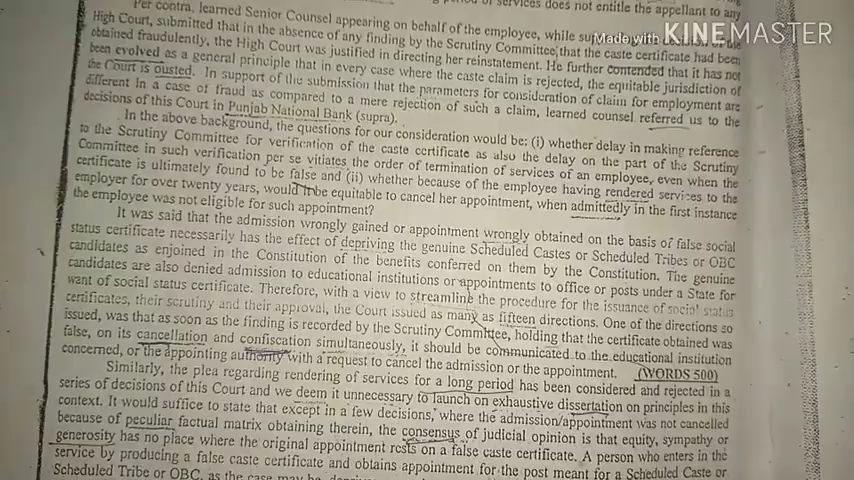 period of services does not entitle the appellant to any
Per contra, learned Senior Counsel appearing on behalf of the employee, while
High Court, submitted that in the absence of any finding by the Scrutiny Committee, that the caste certificate had been
obtained fraudulently, the High Court was justified in directing her reinstatement. He further contended that it has not
been evolved as a general principle that in every case where the caste claim is rejected, the equitable jurisdiction of
the Court is ousted. In support of the submission that the parameters for consideration of claim for employment are
different in a case of fraud as compared to a mere rejection of such a claim, learned counsel referred us to the
decisions of this Court in Punjab National Bank (supra).
In the above background, the questions for our consideration would be: (i) whether delay in making reference
to the Scrutiny Committee for verification of the caste certificate as also the delay on the part of the Scrutiny
Committee in such verification per se vitiates the order of termination of services of an employee, even when the
certificate is ultimately found to be false and (ii) whether because of the employee having rendered services to the
employer for over twenty years, would it be equitable to cancel her appointment, when admittedly in the first instance
the employee was not eligible for such appointment?
It was said that the admission wrongly gained or appointment wrongly obtained on the basis of false social
status certificate necessarily has the effect of depriving the genuine Scheduled Castes or Scheduled Tribes or OBC
candidates as enjoined in the Constitution of the benefits conferred on them by the Constitution. The genuine
candidates are also denied admission to educational institutions or appointments to office or posts under a State for
want of social status certificate. Therefore, with a view to streamline the procedure for the issuance of social status
certificates, their scrutiny and their approval, the Court issued as many as fifteen directions. One of the directions so
issued, was that as soon as the finding is recorded by the Scrutiny Committee, holding that the certificate obtained was
false, on its cancellation and confiscation simultaneously, it should be communicated to the educational institution
concerned, or the appointing authority with a request to cancel the admission or the appointment. (WORDS 500)
Similarly, the plea regarding rendering of services for a long period has been considered and rejected in a
series of decisions of this Court and we deem it unnecessary to launch on exhaustive dissertation on principles in this
context. It would suffice to state that except in a few decisions, where the admission/appointment was not cancelled
because of peculiar factual matrix obtaining therein, the consensus of judicial opinion is that equity, sympathy or
generosity has no place where the original appointment rests on a false caste certificate. A person who enters in the
service by producing a false caste certificate and obtains appointment for the post meant for a Scheduled Caste or
Scheduled Tribe or OBC, as the case may be,
Made with KINEMASTER